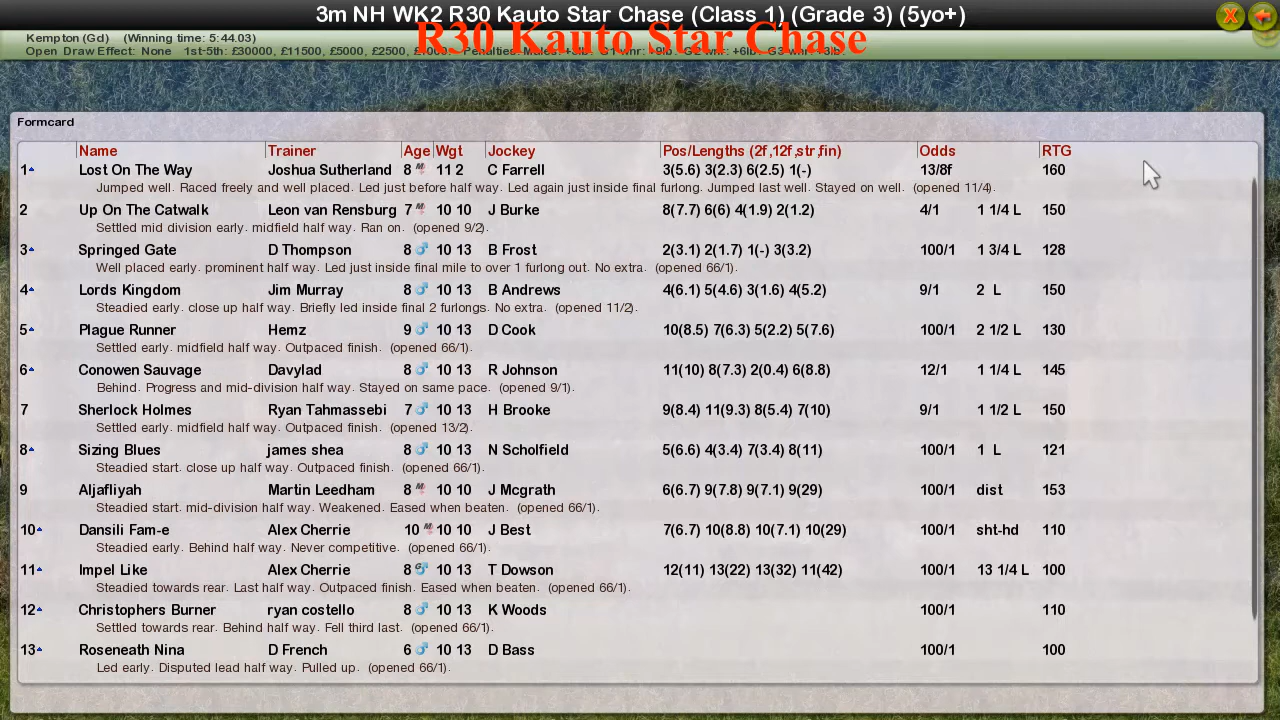 3m NH WK2 R30 Kauto Star Chase (Class 1) (Grade 3) (5yo+)
R30 Kauto Star Chase
Kempton (Gd) (Winning time: 5:44.03)
Open Draw Effect: None 1st-5th: £30000, £11500, £5000, £2500,
Formcard
Name Trainer Age Wgt Jockey Pos/Lengths (2f,12f,str,fin) Odds RTG
1 Lost On The Way Joshua Sutherland 8 M 11 2 C Farrell 3(5.6) 3(2.3) 6(2.5) 1(-) 13/8f 160
Jumped well. Raced freely and well placed. Led just before half way. Led again just inside final furlong. Jumped last well. Stayed on well. (opened 11/4).
2 Up On The Catwalk Leon van Rensburg 7 M 10 10 J Burke 8(7.7) 6(6) 4(1.9) 2(1.2) 4/1 1 1/4 L 150
Settled mid division early. midfield half way. Ran on. (opened 9/2).
3 Springed Gate D Thompson 8 10 13 B Frost 2(3.1) 2(1.7) 1(-) 3(3.2) 100/1 1 3/4 L 128
Well placed early. prominent half way. Led just inside final mile to over 1 furlong out. No extra. (opened 66/1).
4 Lords Kingdom Jim Murray 8 10 13 B Andrews 4(6.1) 5(4.6) 3(1.6) 4(5.2) 9/1 2 L 150
Steadied early. close up half way. Briefly led inside final 2 furlongs. No extra. (opened 11/2).
5 Plague Runner Hemz 9 10 13 D Cook 10(8.5) 7(6.3) 5(2.2) 5(7.6) 100/1 2 1/2 L 130
Settled early. midfield half way. Outpaced finish. (opened 66/1).
6 Conowen Sauvage Davylad 8 10 13 R Johnson 11(10) 8(7.3) 2(0.4) 6(8.8) 12/1 1 1/4 L 145
Behind. Progress and mid-division half way. Stayed on same pace. (opened 9/1).
7 Sherlock Holmes Ryan Tahmassebi 7 10 13 H Brooke 9(8.4) 11(9.3) 8(5.4) 7(10) 9/1 1 1/2 L 150
Settled early. midfield half way. Outpaced finish. (opened 13/2).
8 Sizing Blues james shea 8 10 13 N Scholfield 5(6.6) 4(3.4) 7(3.4) 8(11) 100/1 1 L 121
Steadied start. close up half way. Outpaced finish. (opened 66/1).
9 Aljafliyah Martin Leedham 8 M 10 10 J Mcgrath 6(6.7) 9(7.8) 9(7.1) 9(29) 100/1 dist 153
Steadied start. mid-division half way. Weakened. Eased when beaten. (opened 66/1).
10 Dansili Fam-e Alex Cherrie 10 M 10 10 J Best 7(6.7) 10(8.8) 10(7.1) 10(29) 100/1 sht-hd 110
Steadied early. Behind half way. Never competitive. (opened 66/1).
11 Impel Like Alex Cherrie 8 10 13 T Dowson 12(11) 13(22) 13(32) 11(42) 100/1 13 1/4 L 100
Steadied towards rear. Last half way. Outpaced finish. Eased when beaten. (opened 66/1).
12 Christophers Burner ryan costello 8 10 13 K Woods 100/1 110
Settled towards rear. Behind half way. Fell third last. (opened 66/1).
13 Roseneath Nina D French 6 10 13 D Bass 100/1 100
Led early. Disputed lead half way. Pulled up. (opened 66/1).